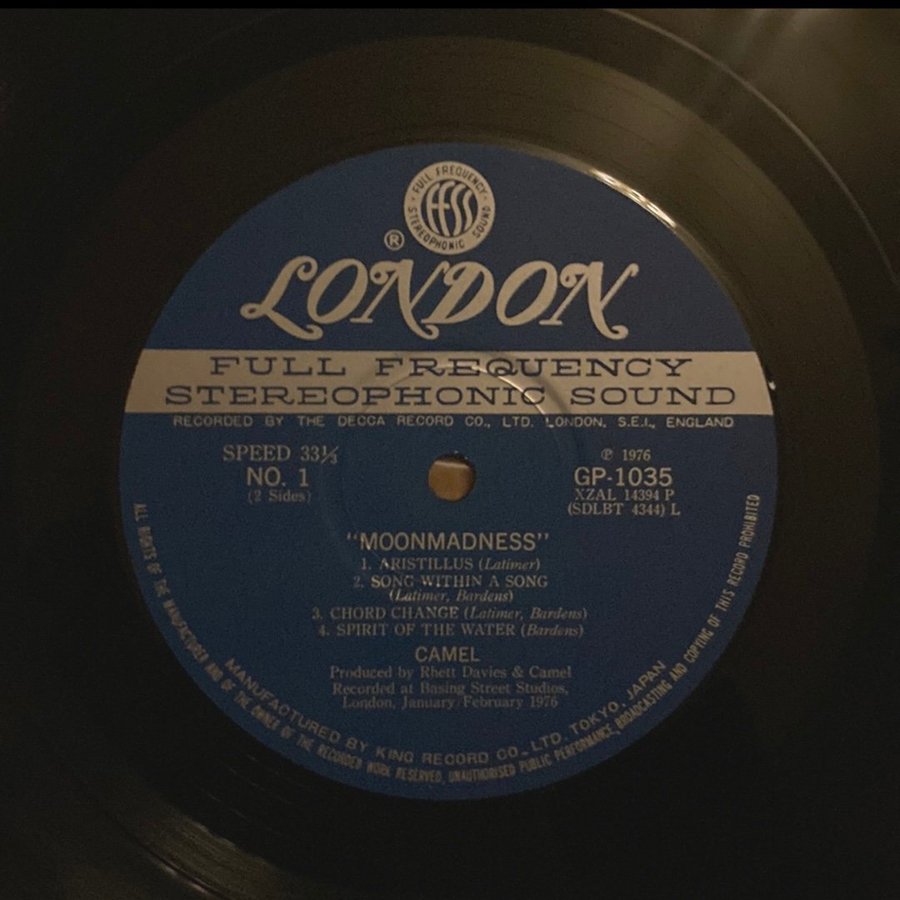 FULL FREQUENCY
ffss
STEREOPHONIC SOUND
®
LONDON
FULL FREQUENCY
STEREOPHONIC SOUND
RECORDED BY THE DECCA RECORD CO., LTD. LONDON, S.E.I., ENGLAND
SPEED 33⅓
NO. 1
(2 Sides)
℗ 1976
GP-1035
XZAL 14394 P
(SDLBT 4344) L
"MOONMADNESS"
1. ARISTILLUS (Latimer)
2. SONG WITHIN A SONG
(Latimer, Bardens)
3. CHORD CHANGE (Latimer, Bardens)
4. SPIRIT OF THE WATER (Bardens)
CAMEL
Produced by Rhett Davies & Camel
Recorded at Basing Street Studios,
London, January/February 1976
MANUFACTURED BY KING RECORD CO., LTD. TOKYO, JAPAN
ALL RIGHTS OF THE MANUFACTURER AND OF THE OWNER OF THE RECORDED WORK RESERVED, UNAUTHORISED PUBLIC PERFORMANCE, BROADCASTING AND COPYING OF THIS RECORD PROHIBITED